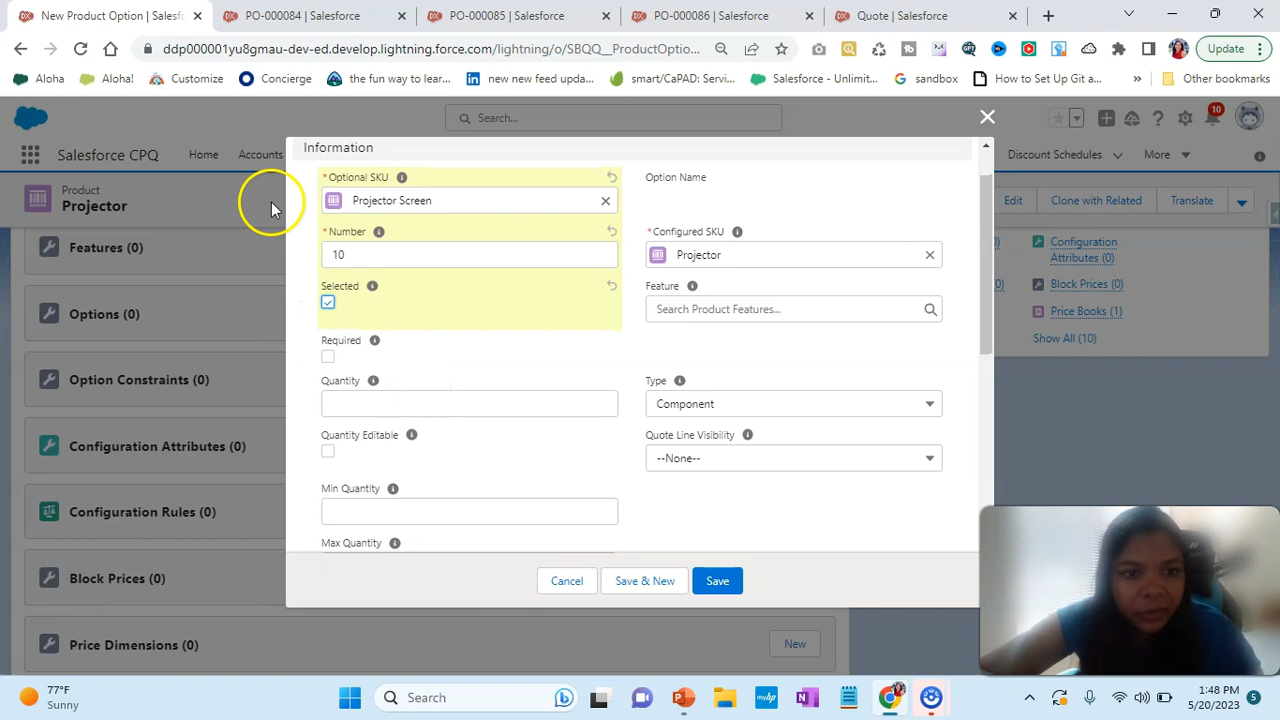 New Product Option | Salesf
PO-000084 | Salesforce
PO-000085 | Salesforce
PO-000086 | Salesforce
Quote | Salesforce
ddp000001yu8gmau-dev-ed.develop.lightning.force.com/lightning/o/SBQQ__ProductOptio...
Update
Aloha
Aloha!
Customize
Concierge
the fun way to lear...
new new feed upda...
smart/CaPAD: Servi...
Salesforce - Unlimit...
sandbox
How to Set Up Git a...
Other bookmarks
Search...
10
Salesforce CPQ
Home
Accounts
Discount Schedules
More
Product
Projector
Edit
Clone with Related
Translate
Features (0)
Options (0)
Option Constraints (0)
Configuration Attributes (0)
Configuration Rules (0)
Block Prices (0)
Price Dimensions (0)
New
Configuration
Attributes (0)
Block Prices (0)
Price Books (1)
Show All (10)
Information
*Optional SKU
Projector Screen
Option Name
*Number
10
*Configured SKU
Projector
Selected
Feature
Search Product Features...
Required
Quantity
Type
Component
Quantity Editable
Quote Line Visibility
--None--
Min Quantity
Max Quantity
Cancel
Save & New
Save
77°F
Sunny
Search
1:48 PM
5/20/2023
5